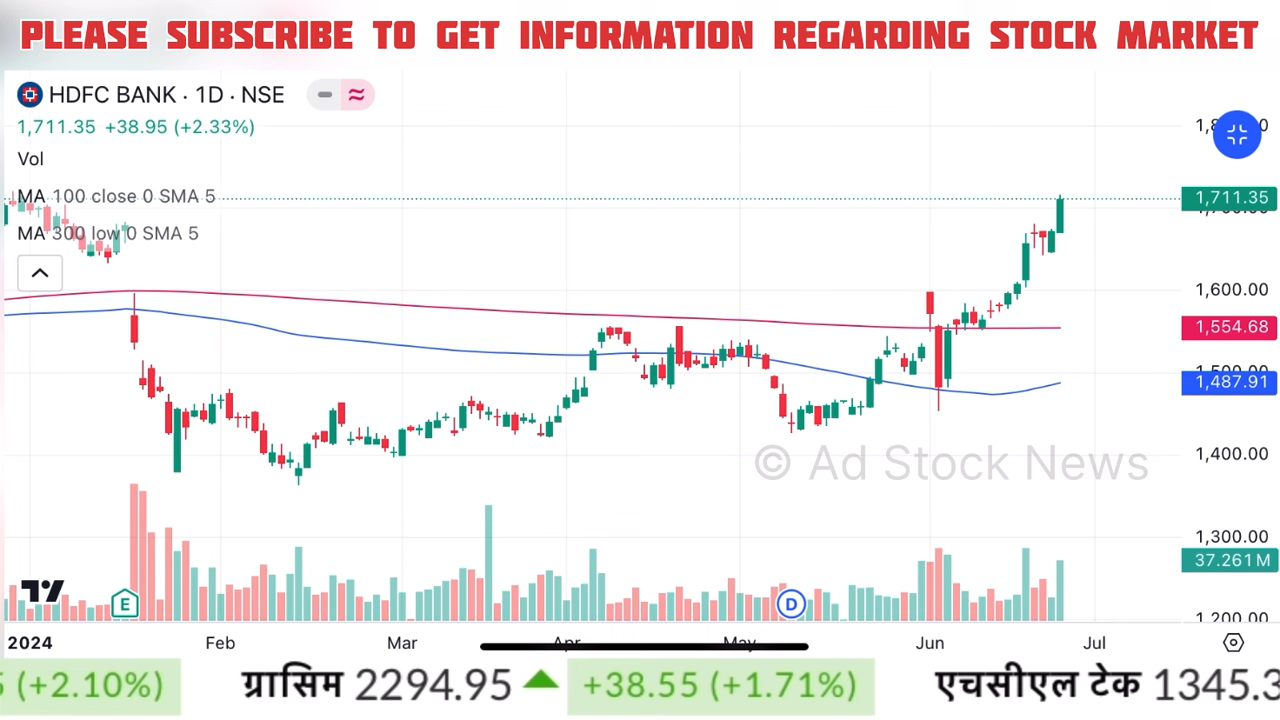 PLEASE SUBSCRIBE TO GET INFORMATION REGARDING STOCK MARKET
HDFC BANK · 1D · NSE
1,711.35 +38.95 (+2.33%)
Vol
MA 100 close 0 SMA 5
MA 300 low 0 SMA 5
1,711.35
1,600.00
1,554.68
1,487.91
1,400.00
© Ad Stock News
1,300.00
37.261M
E
D
1,200.00
2024 Feb Mar Apr May Jun Jul
(+2.10%) ग्रासिम 2294.95 +38.55 (+1.71%) एचसीएल टेक 1345.3